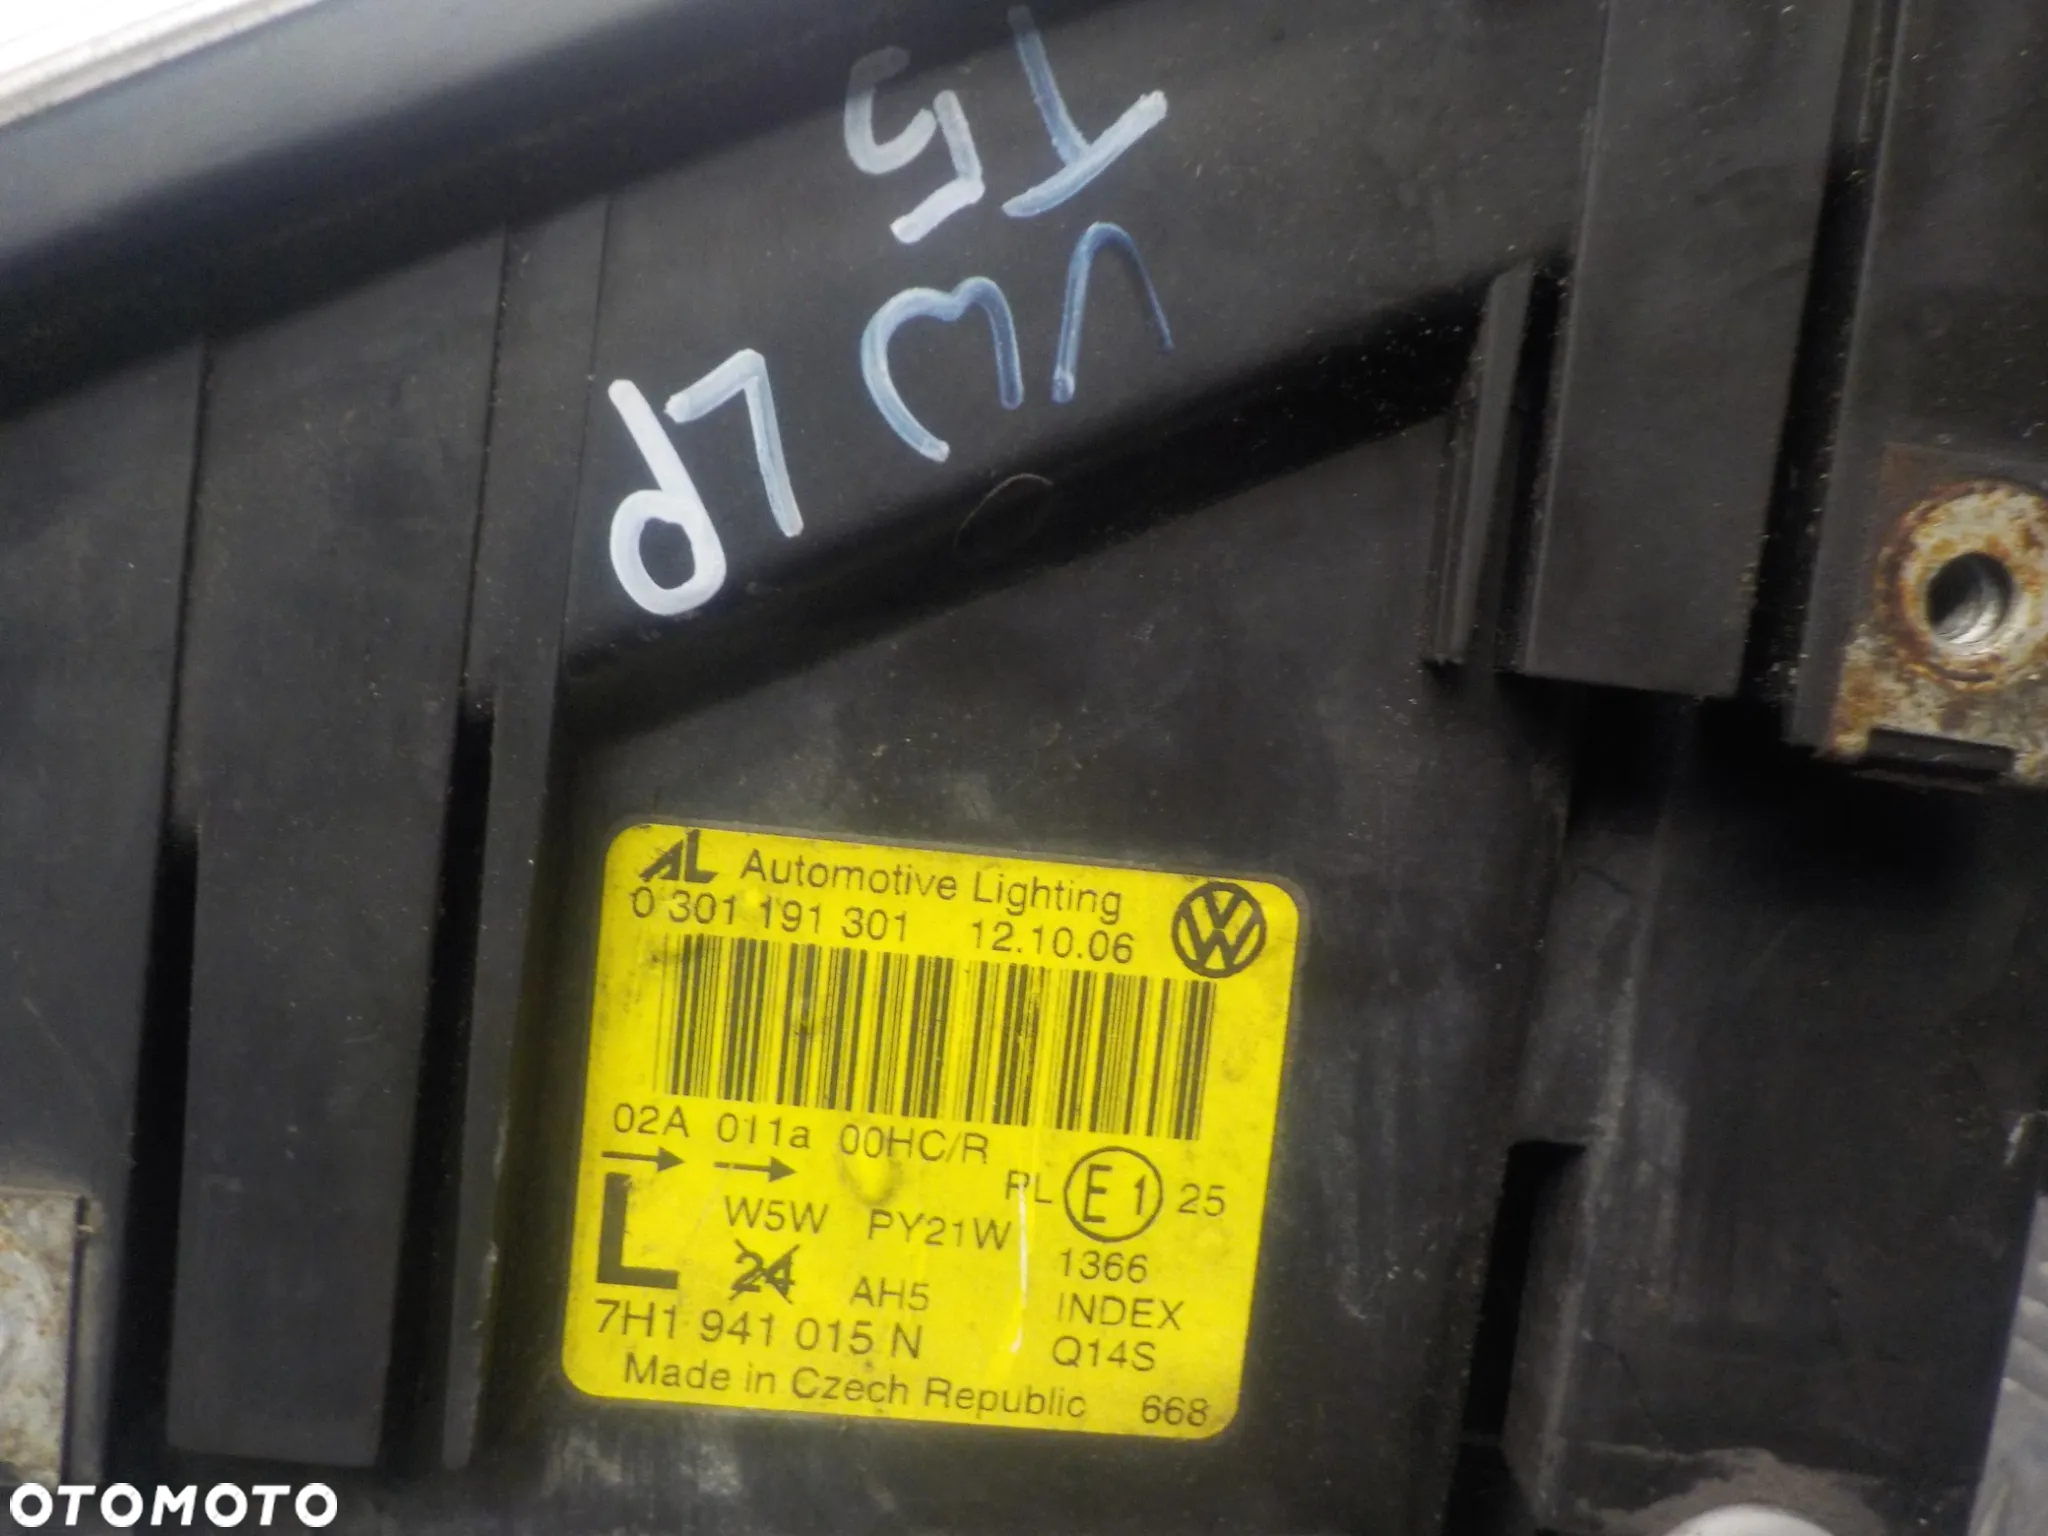 T5
VW
LP
AL Automotive Lighting
0 301 191 301 12.10.06
02A 011a 00HC/R
PL E1 25
L W5W PY21W
1366
24 AH5
INDEX
7H1 941 015 N
Q14S
Made in Czech Republic 668
OTOMOTO